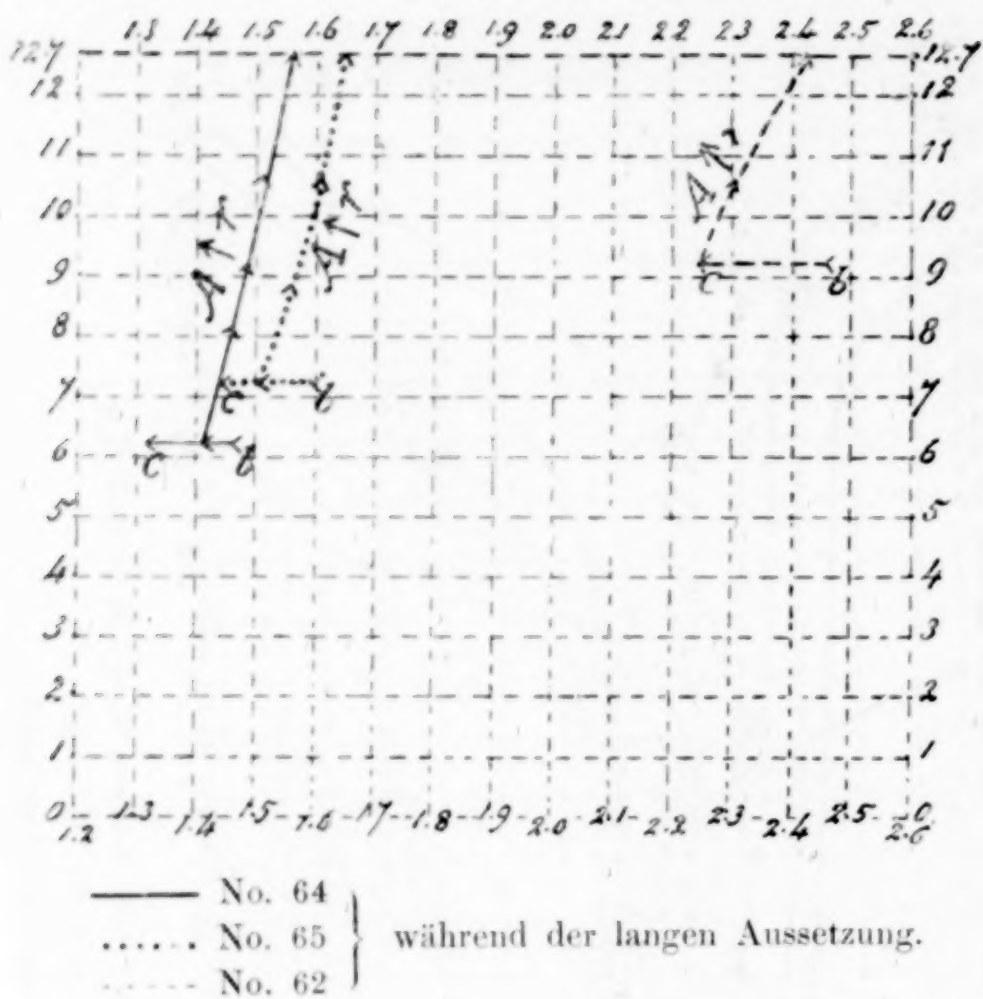 1.3 1.4 1.5 1.6 1.7 1.8 1.9 2.0 2.1 2.2 2.3 2.4 2.5 2.6
12.7 12.7
12 12
11 11
10 10
A r A r A r
9 9
c b
8 8
7 7
c b
6 6
c b
5 5
4 4
3 3
2 2
1 1
0 0
1.2 1.3 1.4 1.5 1.6 1.7 1.8 1.9 2.0 2.1 2.2 2.3 2.4 2.5 2.6
No. 64
No. 65 während der langen Aussetzung.
No. 62